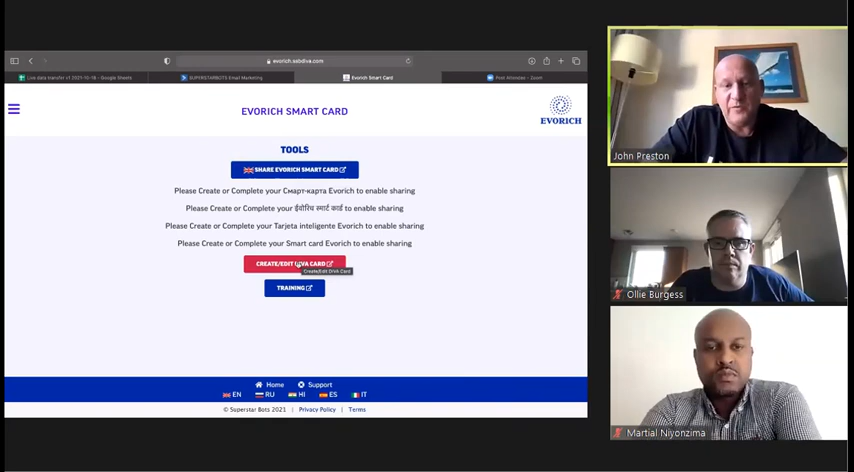 evorich.sabdiva.com
Live data transfer v1 2021-10-18 - Google Sheets
SUPERSTARBOTS Email Marketing
Evorich Smart Card
Post Attendee - Zoom
EVORICH SMART CARD
EVORICH
TOOLS
SHARE EVORICH SMART CARD
Please Create or Complete your Смарт-карта Evorich to enable sharing
Please Create or Complete your ईवोरिच स्मार्ट कार्ड to enable sharing
Please Create or Complete your Tarjeta inteligente Evorich to enable sharing
Please Create or Complete your Smart card Evorich to enable sharing
CREATE/EDIT DIVA CARD
Create/Edit DIVA Card
TRAINING
Home Support
EN RU HI ES IT
© Superstar Bots 2021 | Privacy Policy | Terms
John Preston
Ollie Burgess
Martial Niyonzima